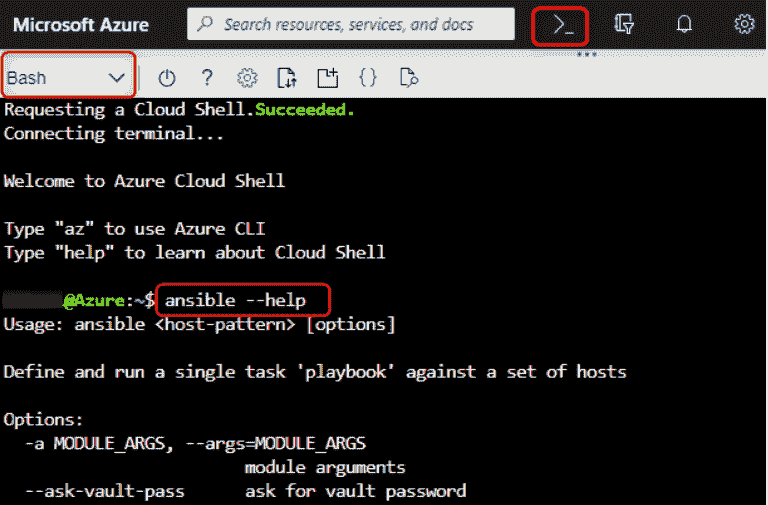 Microsoft Azure
Search resources, services, and docs
>_
Bash
? {}
Requesting a Cloud Shell.Succeeded.
Connecting terminal...
Welcome to Azure Cloud Shell
Type "az" to use Azure CLI
Type "help" to learn about Cloud Shell
@Azure:~$ ansible --help
Usage: ansible <host-pattern> [options]
Define and run a single task 'playbook' against a set of hosts
Options:
-a MODULE_ARGS, --args=MODULE_ARGS
module arguments
--ask-vault-pass ask for vault password